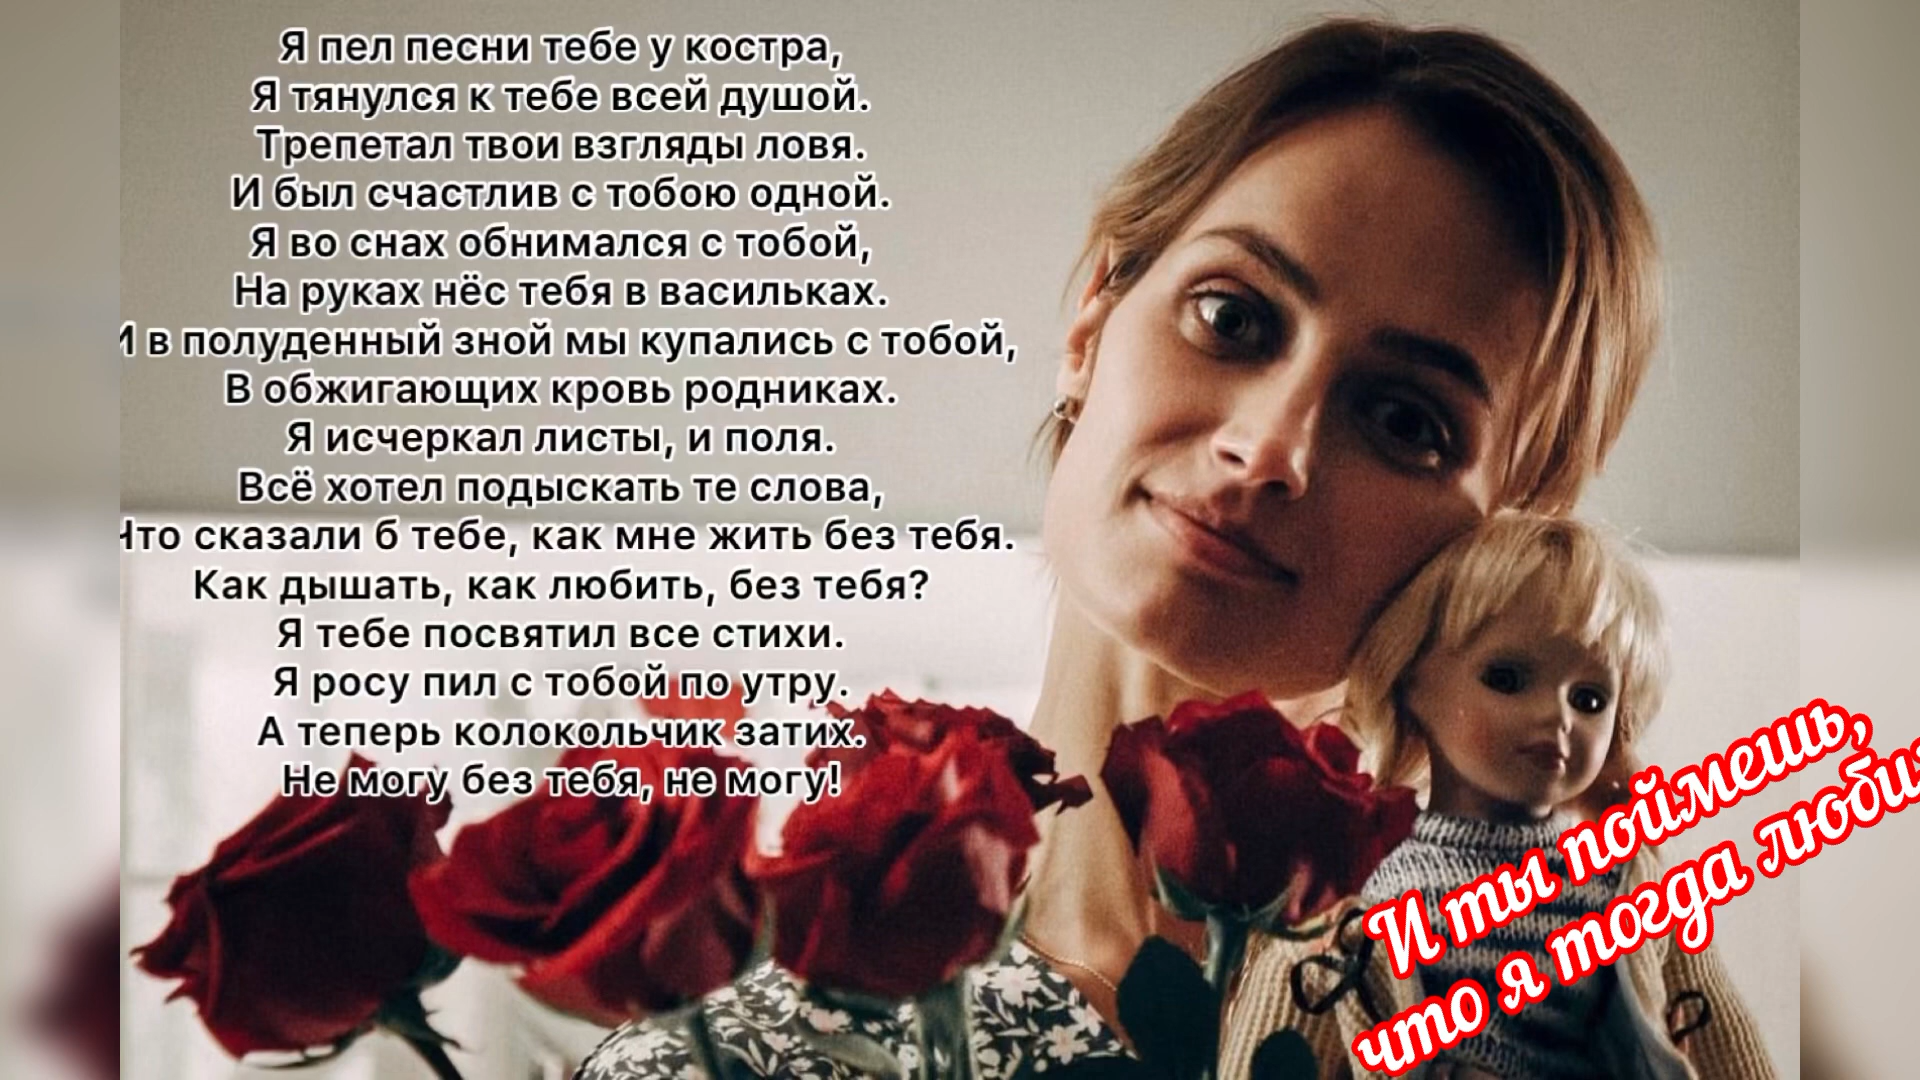 Я пел песни тебе у костра,
Я тянулся к тебе всей душой.
Трепетал твои взгляды ловя.
И был счастлив с тобою одной.
Я во снах обнимался с тобой,
На руках нёс тебя в васильках.
И в полуденный зной мы купались с тобой,
В обжигающих кровь родниках.
Я исчеркал листы, и поля.
Всё хотел подыскать те слова,
Что сказали б тебе, как мне жить без тебя.
Как дышать, как любить, без тебя?
Я тебе посвятил все стихи.
Я росу пил с тобой по утру.
А теперь колокольчик затих.
Не могу без тебя, не могу!
И ты поймешь,
что я тогда